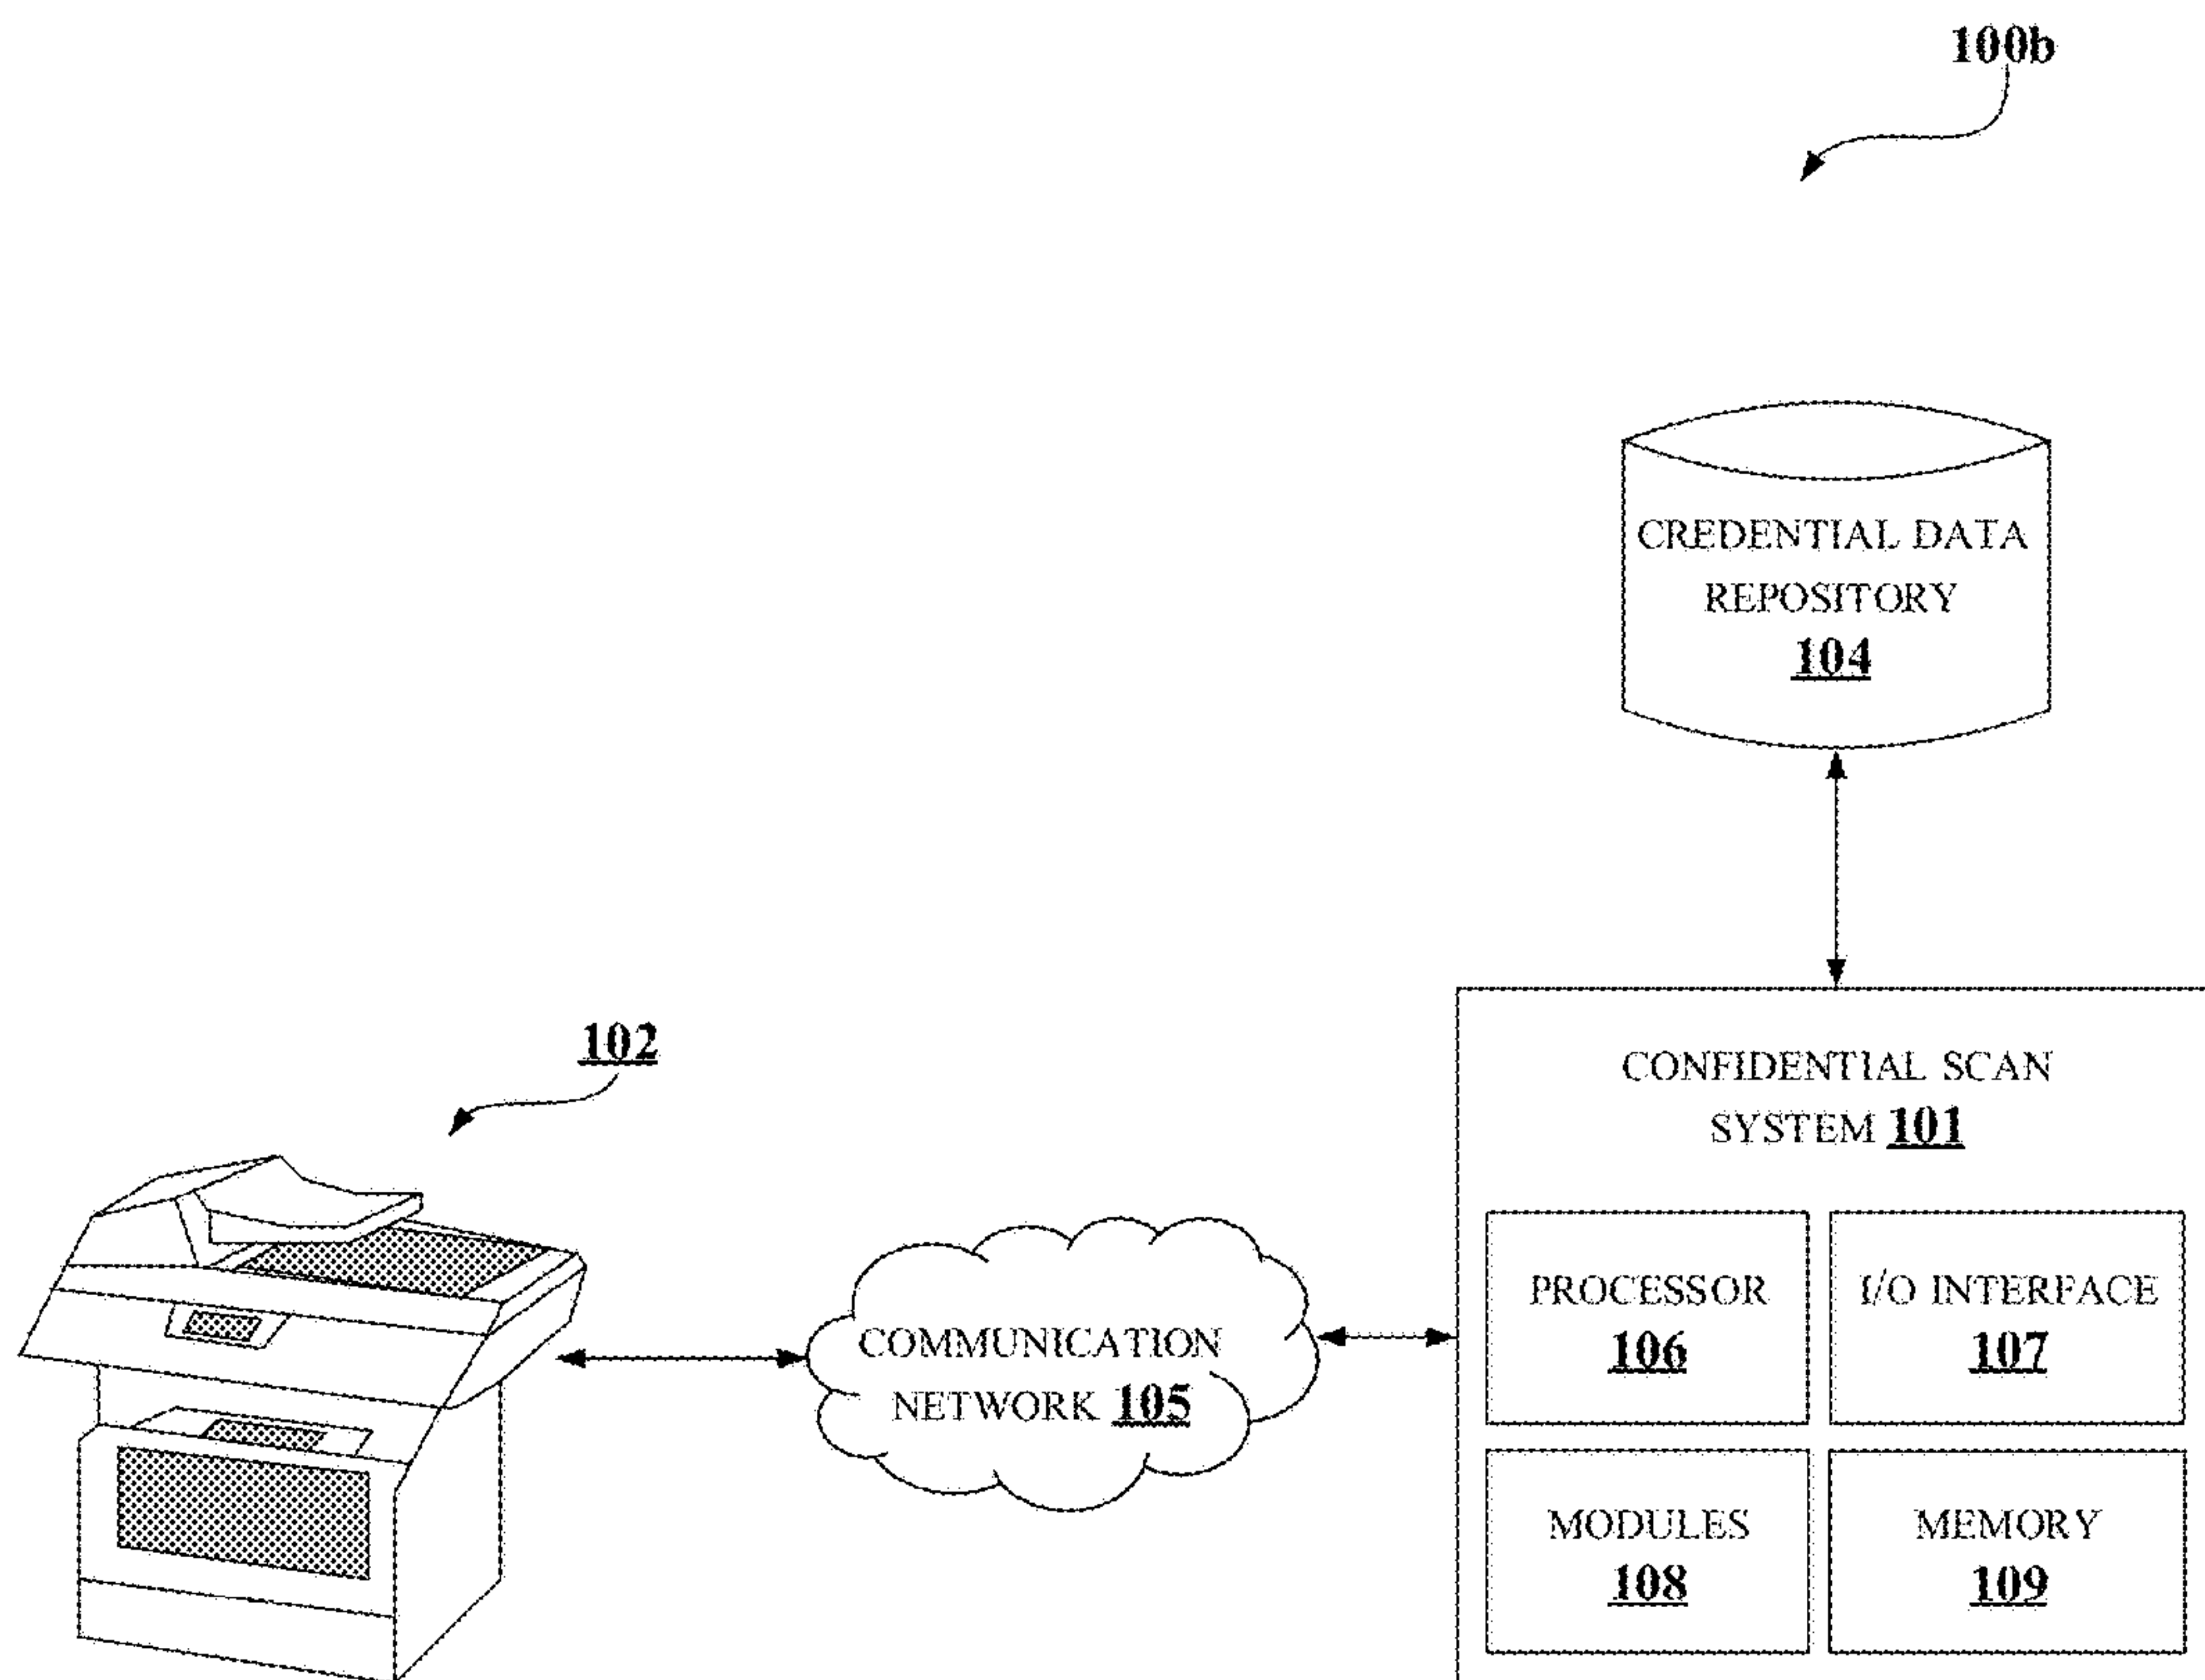 100b
CREDENTIAL DATA
REPOSITORY
104
102
CONFIDENTIAL SCAN
SYSTEM 101
PROCESSOR
106
I/O INTERFACE
107
COMMUNICATION
NETWORK 105
MODULES
108
MEMORY
109